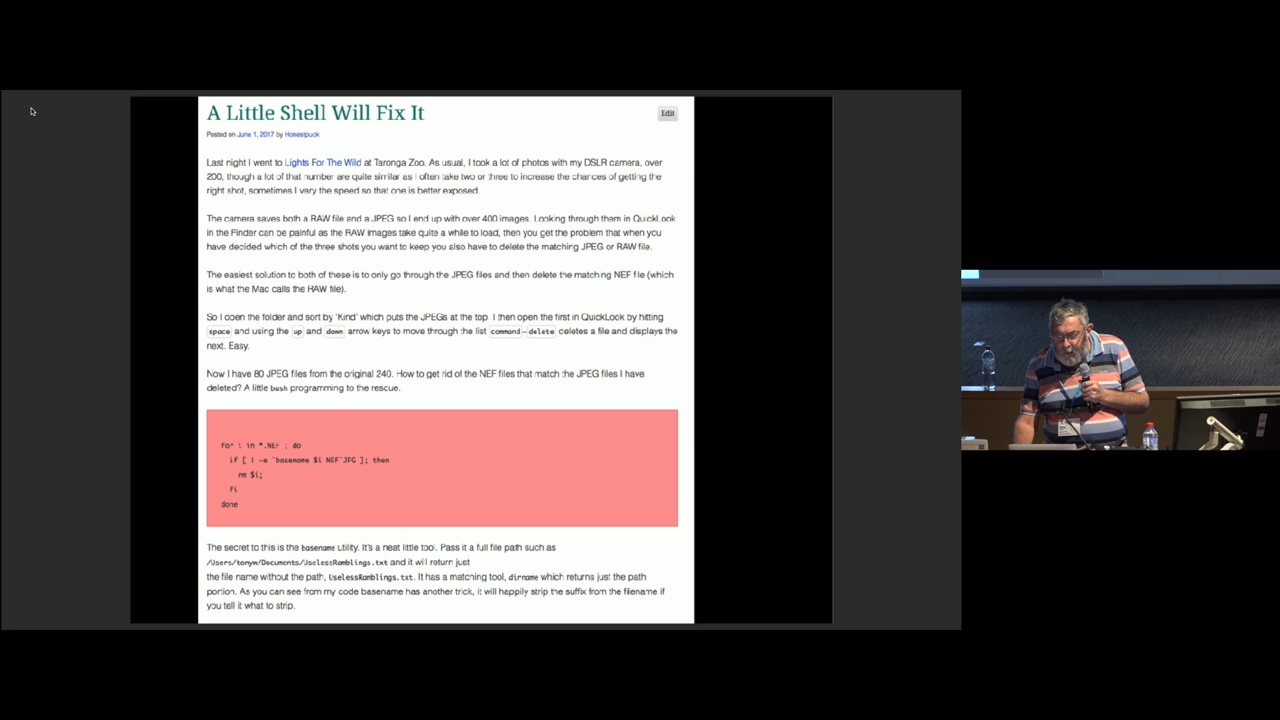 A Little Shell Will Fix It
Edit
Posted on June 1, 2017 by Honestpuck
Last night I went to Lights For The Wild at Taronga Zoo. As usual, I took a lot of photos with my DSLR camera, over
200, though a lot of that number are quite similar as I often take two or three to increase the chances of getting the
right shot, sometimes I vary the speed so that one is better exposed.
The camera saves both a RAW file and a JPEG so I end up with over 400 images. Looking through them in QuickLook
in the Finder can be painful as the RAW images take quite a while to load, then you get the problem that when you
have decided which of the three shots you want to keep you also have to delete the matching JPEG or RAW file.
The easiest solution to both of these is to only go through the JPEG files and then delete the matching NEF file (which
is what the Mac calls the RAW file).
So I open the folder and sort by 'Kind' which puts the JPEGs at the top. I then open the first in QuickLook by hitting
space and using the up and down arrow keys to move through the list command-delete deletes a file and displays the
next. Easy.
Now I have 80 JPEG files from the original 240. How to get rid of the NEF files that match the JPEG files I have
deleted? A little bash programming to the rescue.
for i in *.NEF ; do
if [ ! -e `basename $i NEF`JPG ]; then
rm $i;
fi
done
The secret to this is the basename utility. It's a neat little tool. Pass it a full file path such as
/Users/tonyw/Documents/UselessRamblings.txt and it will return just
the file name without the path, UselessRamblings.txt. It has a matching tool, dirname which returns just the path
portion. As you can see from my code basename has another trick, it will happily strip the suffix from the filename if
you tell it what to strip.